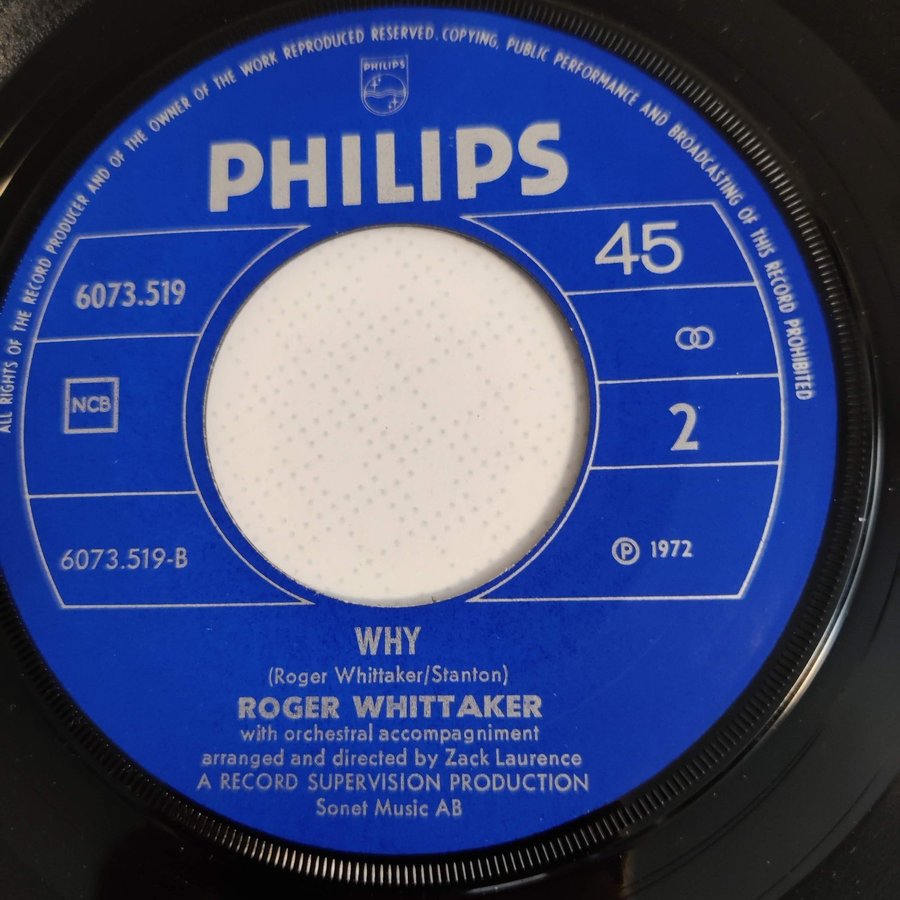 ALL RIGHTS OF THE RECORD PRODUCER AND OF THE OWNER OF THE WORK REPRODUCED RESERVED. COPYING, PUBLIC PERFORMANCE AND BROADCASTING OF THIS RECORD PROHIBITED
PHILIPS
PHILIPS
6073.519
45
NCB
2
6073.519-B
Ⓟ 1972
WHY
(Roger Whittaker/Stanton)
ROGER WHITTAKER
with orchestral accompagniment
arranged and directed by Zack Laurence
A RECORD SUPERVISION PRODUCTION
Sonet Music AB